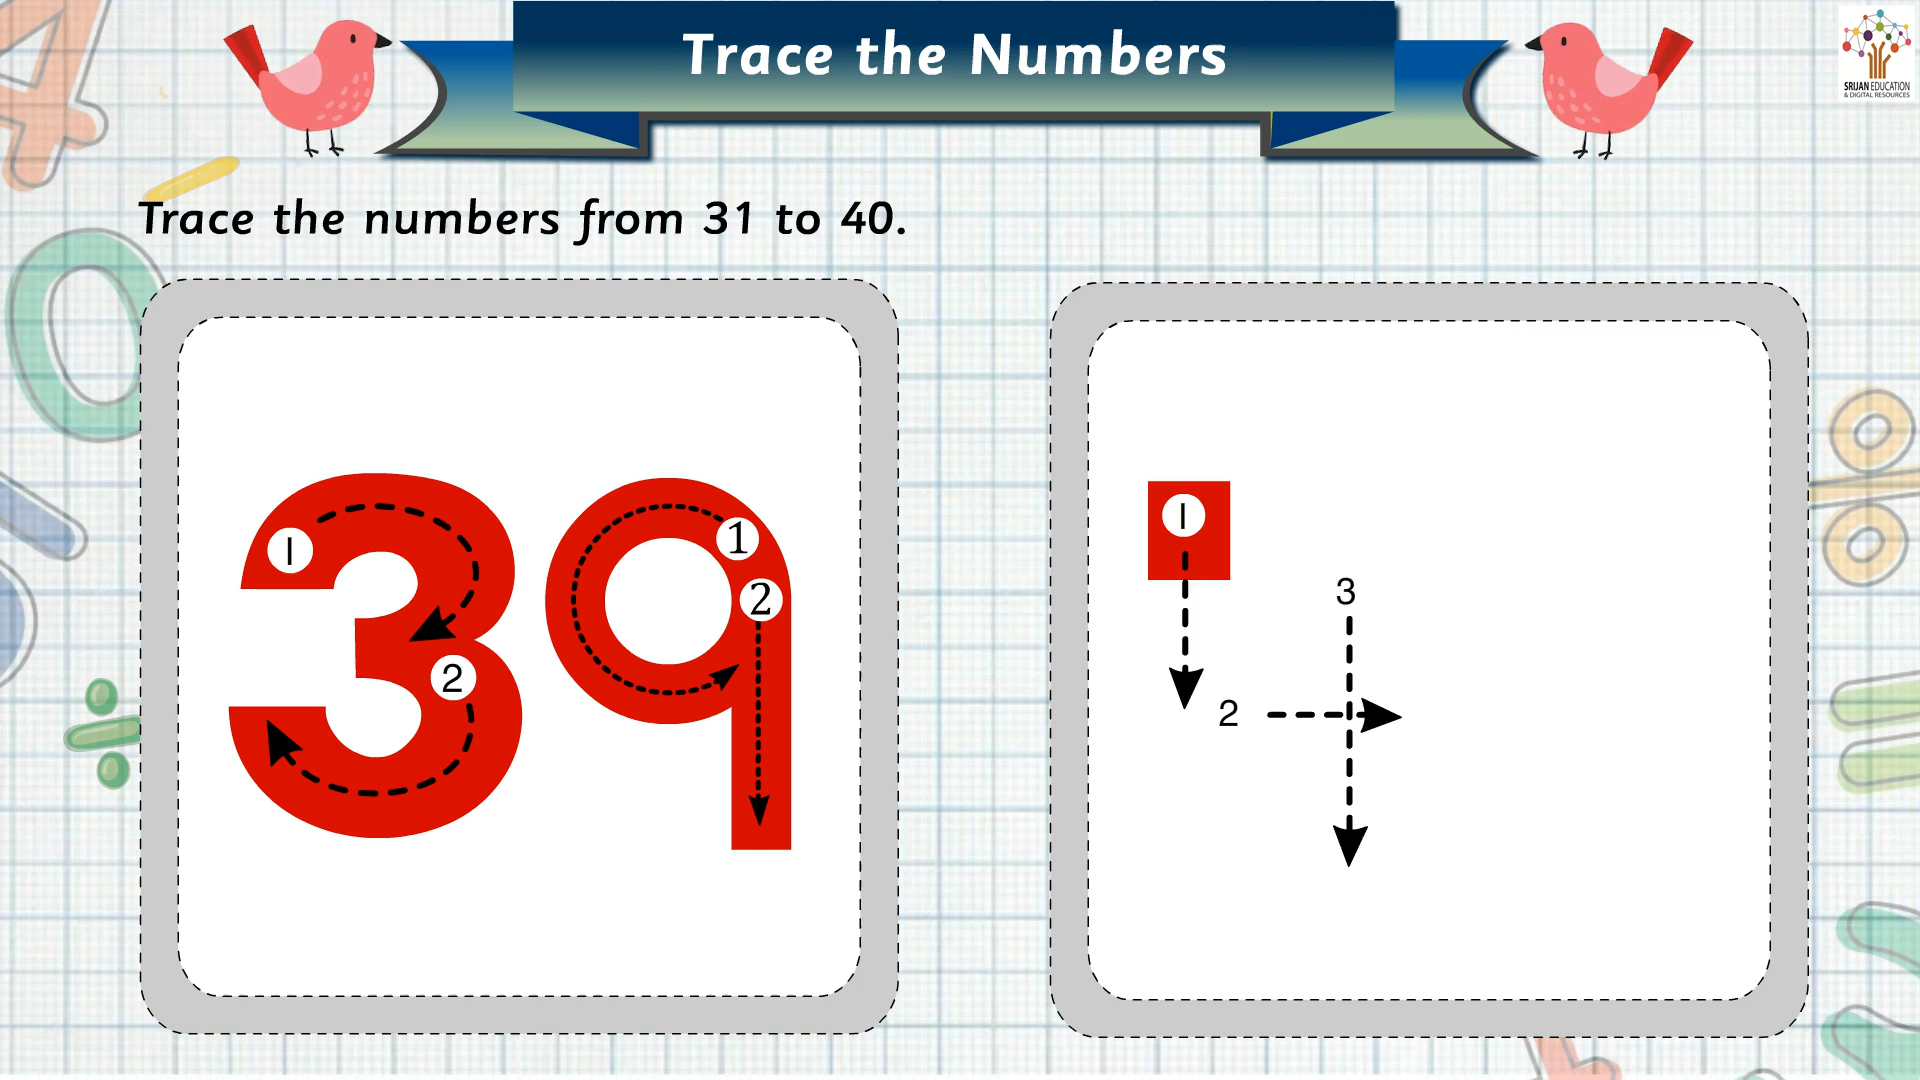 Trace the Numbers
SRIJAN EDUCATION
& DIGITAL RESOURCES
Trace the numbers from 31 to 40.
39
1
2
1
2
1
2
3